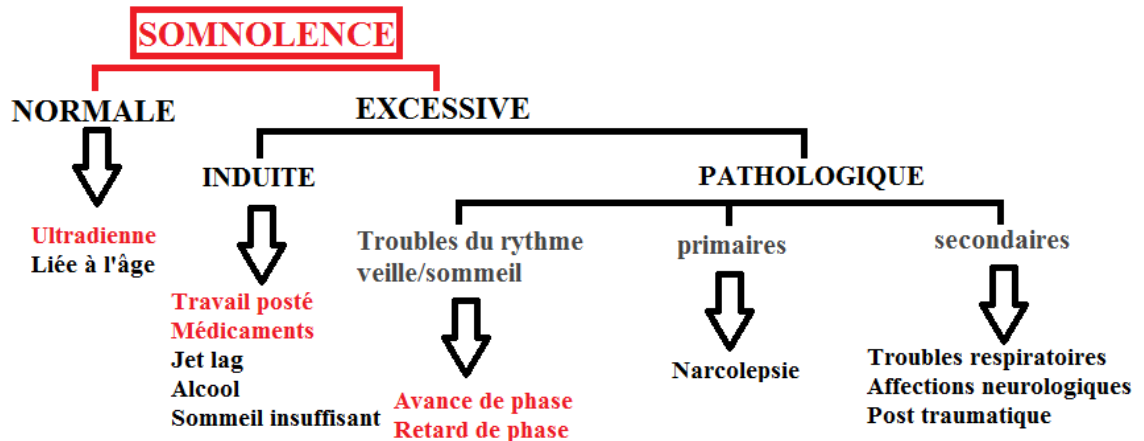 SOMNOLENCE
NORMALE
EXCESSIVE
INDUITE
PATHOLOGIQUE
Ultradienne
Liée à l'âge
Troubles du rythme
veille/sommeil
primaires
secondaires
Travail posté
Médicaments
Jet lag
Alcool
Sommeil insuffisant
Avance de phase
Retard de phase
Narcolepsie
Troubles respiratoires
Affections neurologiques
Post traumatique